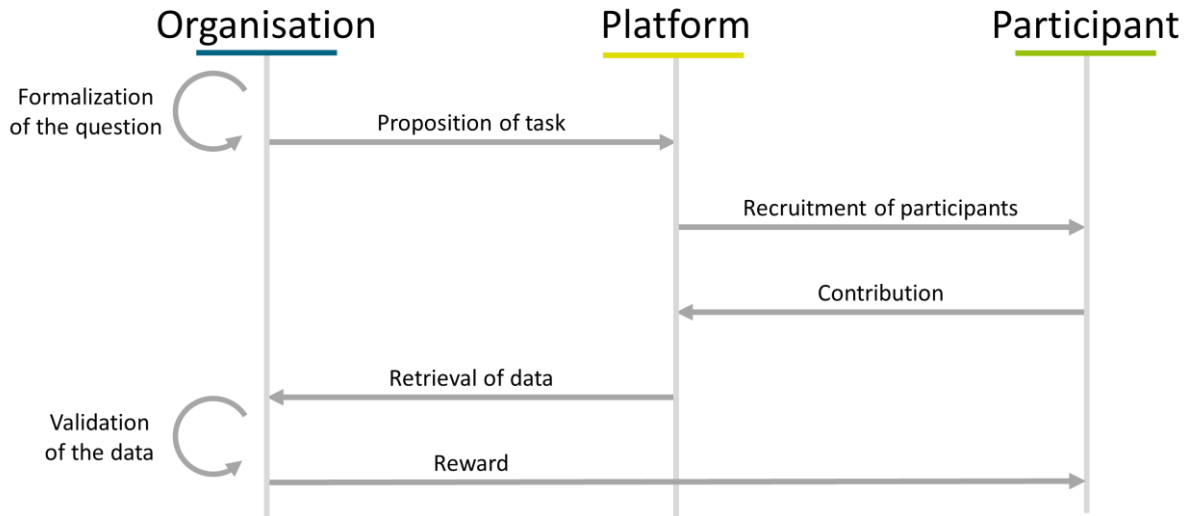 Organisation
Platform
Participant
Formalization
of the question
Proposition of task
Recruitment of participants
Contribution
Retrieval of data
Validation
of the data
Reward